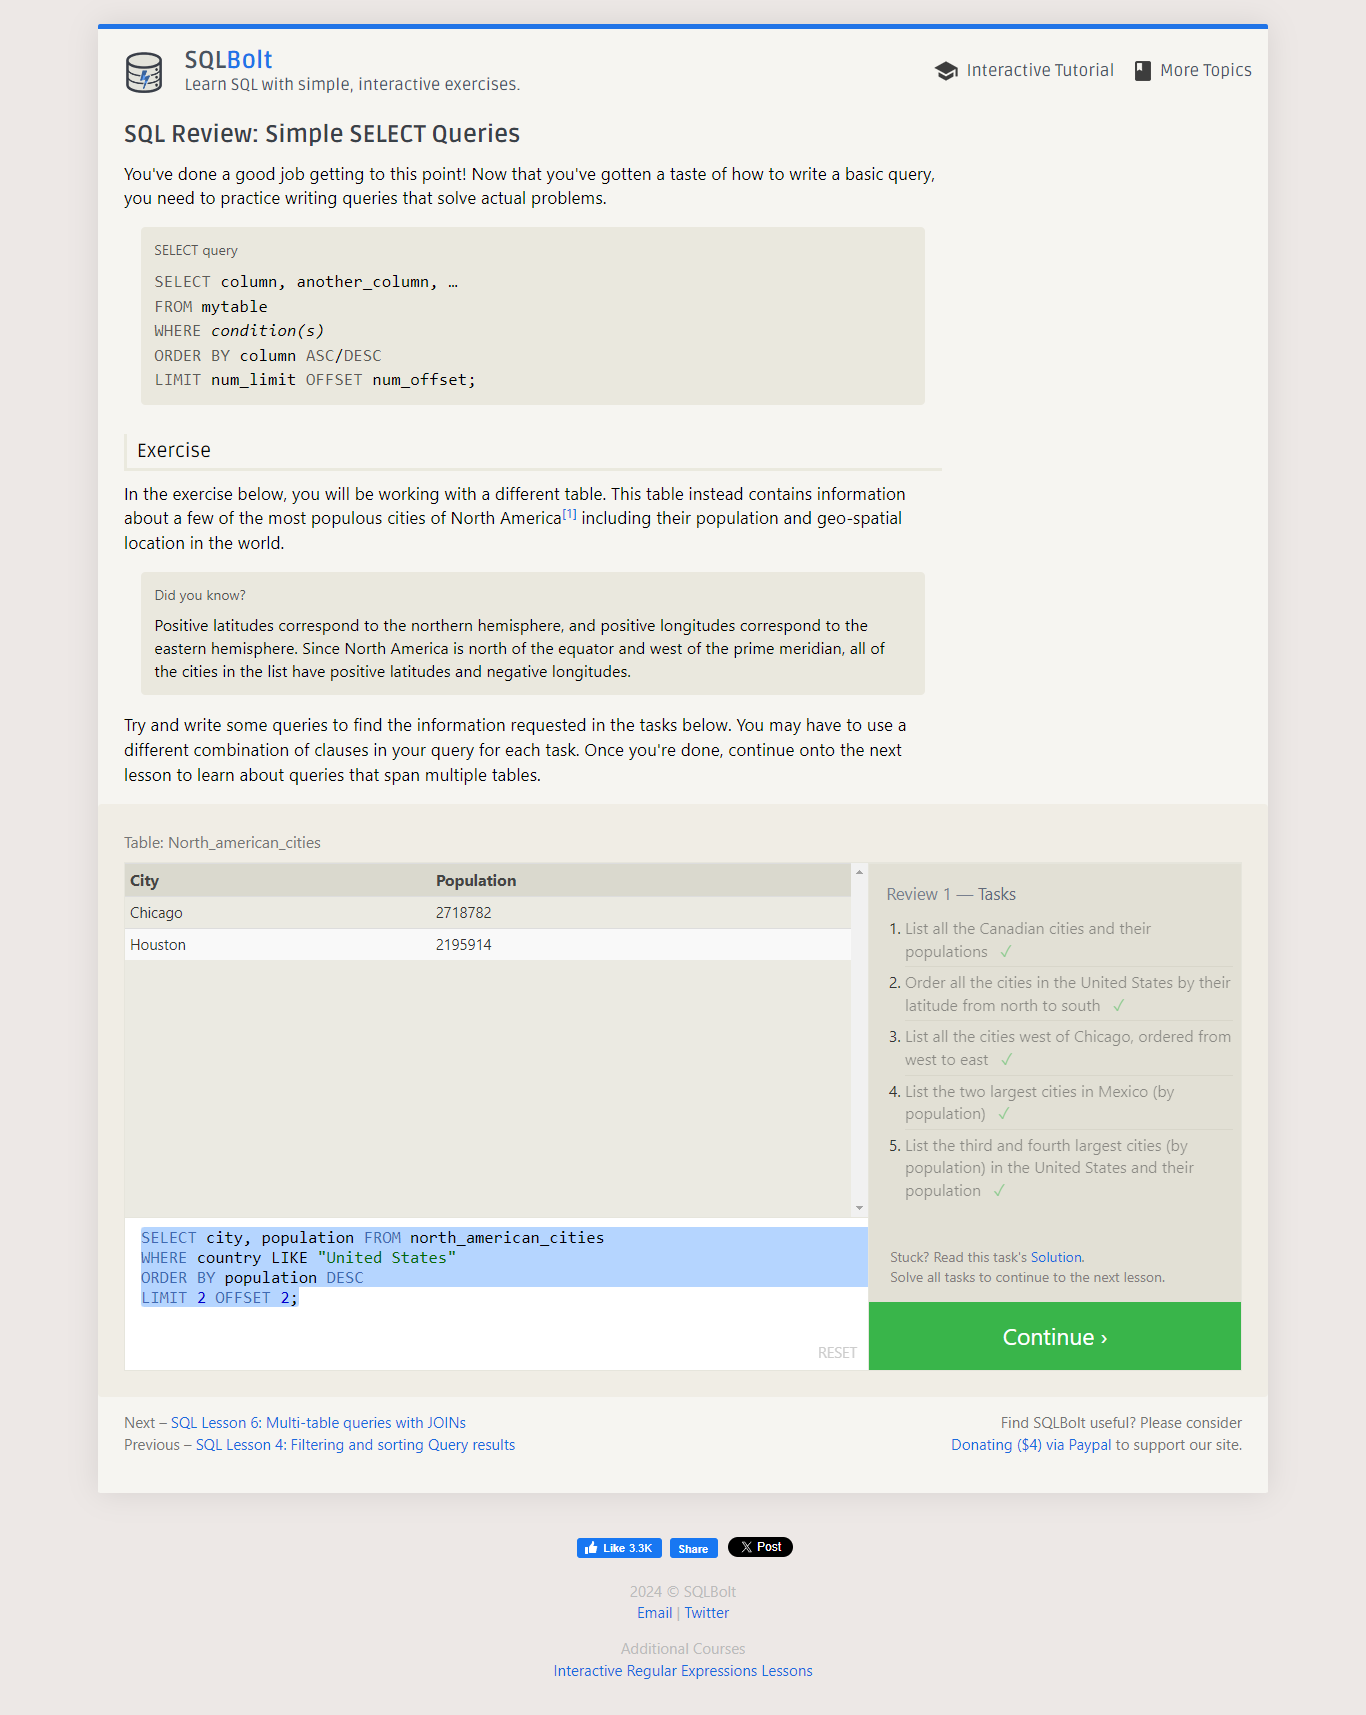 SQLBolt
Learn SQL with simple, interactive exercises.
Interactive Tutorial
More Topics
SQL Review: Simple SELECT Queries
You've done a good job getting to this point! Now that you've gotten a taste of how to write a basic query,
you need to practice writing queries that solve actual problems.
SELECT query
SELECT column, another_column, …
FROM mytable
WHERE condition(s)
ORDER BY column ASC/DESC
LIMIT num_limit OFFSET num_offset;
Exercise
In the exercise below, you will be working with a different table. This table instead contains information
about a few of the most populous cities of North America[1] including their population and geo-spatial
location in the world.
Did you know?
Positive latitudes correspond to the northern hemisphere, and positive longitudes correspond to the
eastern hemisphere. Since North America is north of the equator and west of the prime meridian, all of
the cities in the list have positive latitudes and negative longitudes.
Try and write some queries to find the information requested in the tasks below. You may have to use a
different combination of clauses in your query for each task. Once you're done, continue onto the next
lesson to learn about queries that span multiple tables.
Table: North_american_cities
City Population
Chicago 2718782
Houston 2195914
SELECT city, population FROM north_american_cities
WHERE country LIKE "United States"
ORDER BY population DESC
LIMIT 2 OFFSET 2;
RESET
Review 1 — Tasks
1. List all the Canadian cities and their
populations ✓
2. Order all the cities in the United States by their
latitude from north to south ✓
3. List all the cities west of Chicago, ordered from
west to east ✓
4. List the two largest cities in Mexico (by
population) ✓
5. List the third and fourth largest cities (by
population) in the United States and their
population ✓
Stuck? Read this task's Solution.
Solve all tasks to continue to the next lesson.
Continue ›
Next – SQL Lesson 6: Multi-table queries with JOINs
Previous – SQL Lesson 4: Filtering and sorting Query results
Find SQLBolt useful? Please consider
Donating ($4) via Paypal to support our site.
Like 3.3K
Share
X Post
2024 © SQLBolt
Email | Twitter
Additional Courses
Interactive Regular Expressions Lessons